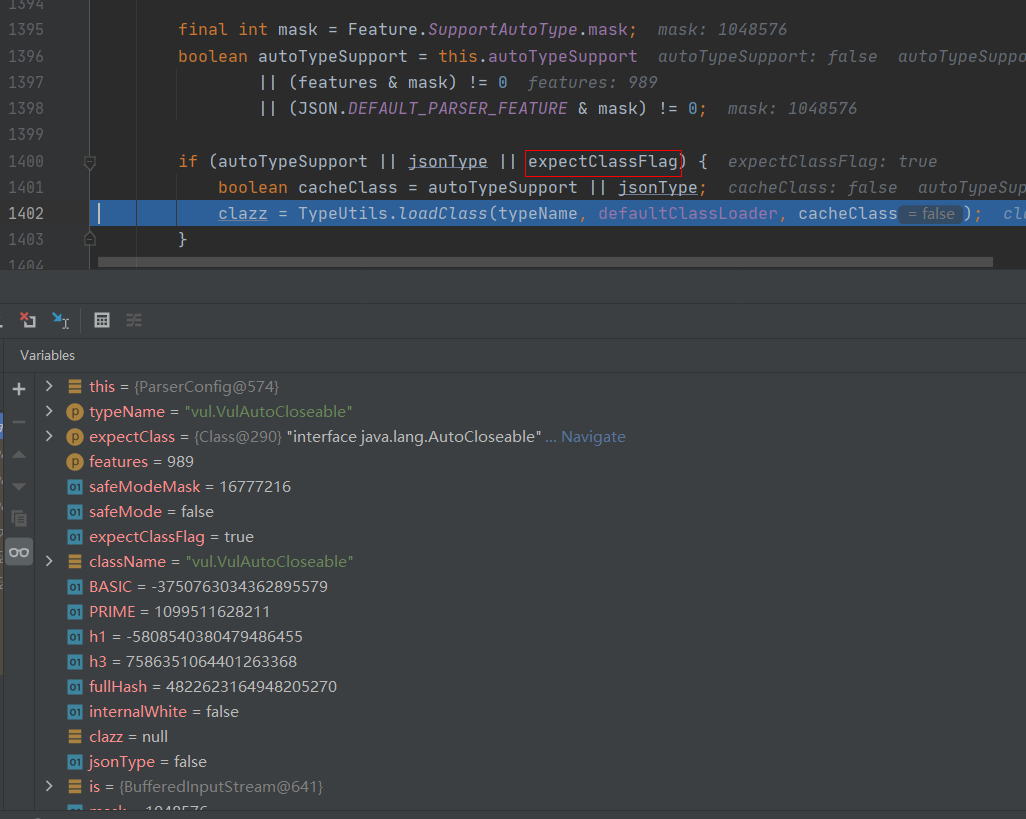 1394
1395 final int mask = Feature.SupportAutoType.mask; mask: 1048576
1396 boolean autoTypeSupport = this.autoTypeSupport autoTypeSupport: false autoTypeSuppo
1397 || (features & mask) != 0 features: 989
1398 || (JSON.DEFAULT_PARSER_FEATURE & mask) != 0; mask: 1048576
1399
1400 if (autoTypeSupport || jsonType || expectClassFlag) { expectClassFlag: true
1401 boolean cacheClass = autoTypeSupport || jsonType; cacheClass: false autoTypeSup
1402 clazz = TypeUtils.loadClass(typeName, defaultClassLoader, cacheClass = false ); cl
1403 }
1404
Variables
this = {ParserConfig@574}
typeName = "vul.VulAutoCloseable"
expectClass = {Class@290} "interface java.lang.AutoCloseable" ... Navigate
features = 989
safeModeMask = 16777216
safeMode = false
expectClassFlag = true
className = "vul.VulAutoCloseable"
BASIC = -3750763034362895579
PRIME = 1099511628211
h1 = -5808540380479486455
h3 = 7586351064401263368
fullHash = 4822623164948205270
internalWhite = false
clazz = null
jsonType = false
is = {BufferedInputStream@641}
mask = 1048576